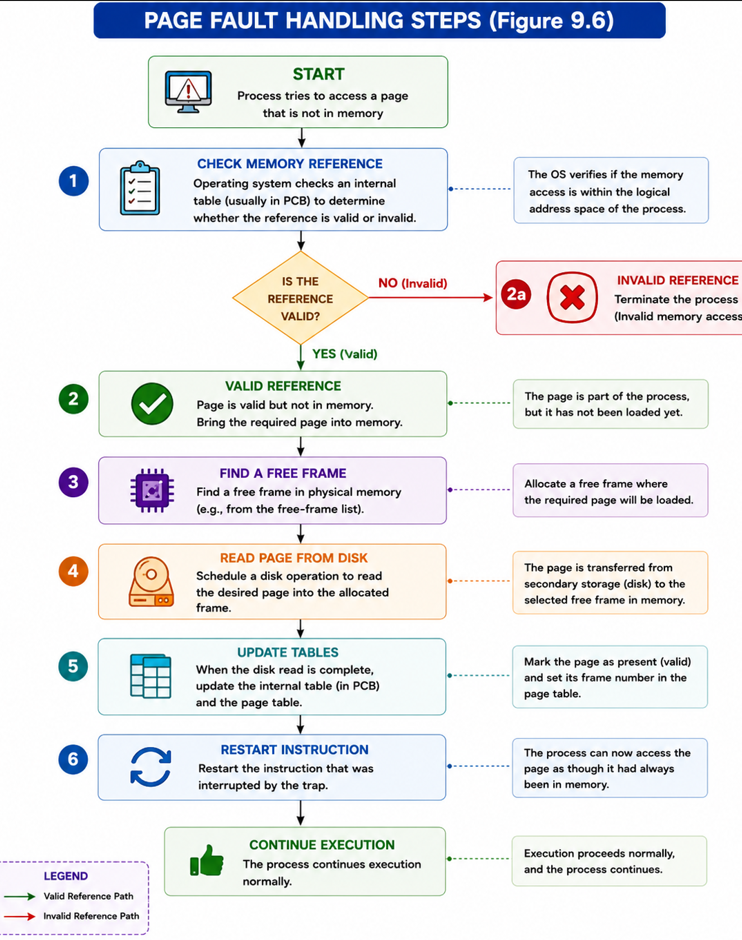 PAGE FAULT HANDLING STEPS (Figure 9.6)
START
Process tries to access a page
that is not in memory
1
CHECK MEMORY REFERENCE
Operating system checks an internal
table (usually in PCB) to determine
whether the reference is valid or invalid.
The OS verifies if the memory
access is within the logical
address space of the process.
IS THE
REFERENCE
VALID?
NO (Invalid)
2a
INVALID REFERENCE
Terminate the process
(Invalid memory access
YES (Valid)
2
VALID REFERENCE
Page is valid but not in memory.
Bring the required page into memory.
The page is part of the process,
but it has not been loaded yet.
3
FIND A FREE FRAME
Find a free frame in physical memory
(e.g., from the free-frame list).
Allocate a free frame where
the required page will be loaded.
4
READ PAGE FROM DISK
Schedule a disk operation to read
the desired page into the allocated
frame.
The page is transferred from
secondary storage (disk) to the
selected free frame in memory.
5
UPDATE TABLES
When the disk read is complete,
update the internal table (in PCB)
and the page table.
Mark the page as present (valid)
and set its frame number in the
page table.
6
RESTART INSTRUCTION
Restart the instruction that was
interrupted by the trap.
The process can now access the
page as though it had always
been in memory.
CONTINUE EXECUTION
The process continues execution
normally.
Execution proceeds normally,
and the process continues.
LEGEND
Valid Reference Path
Invalid Reference Path